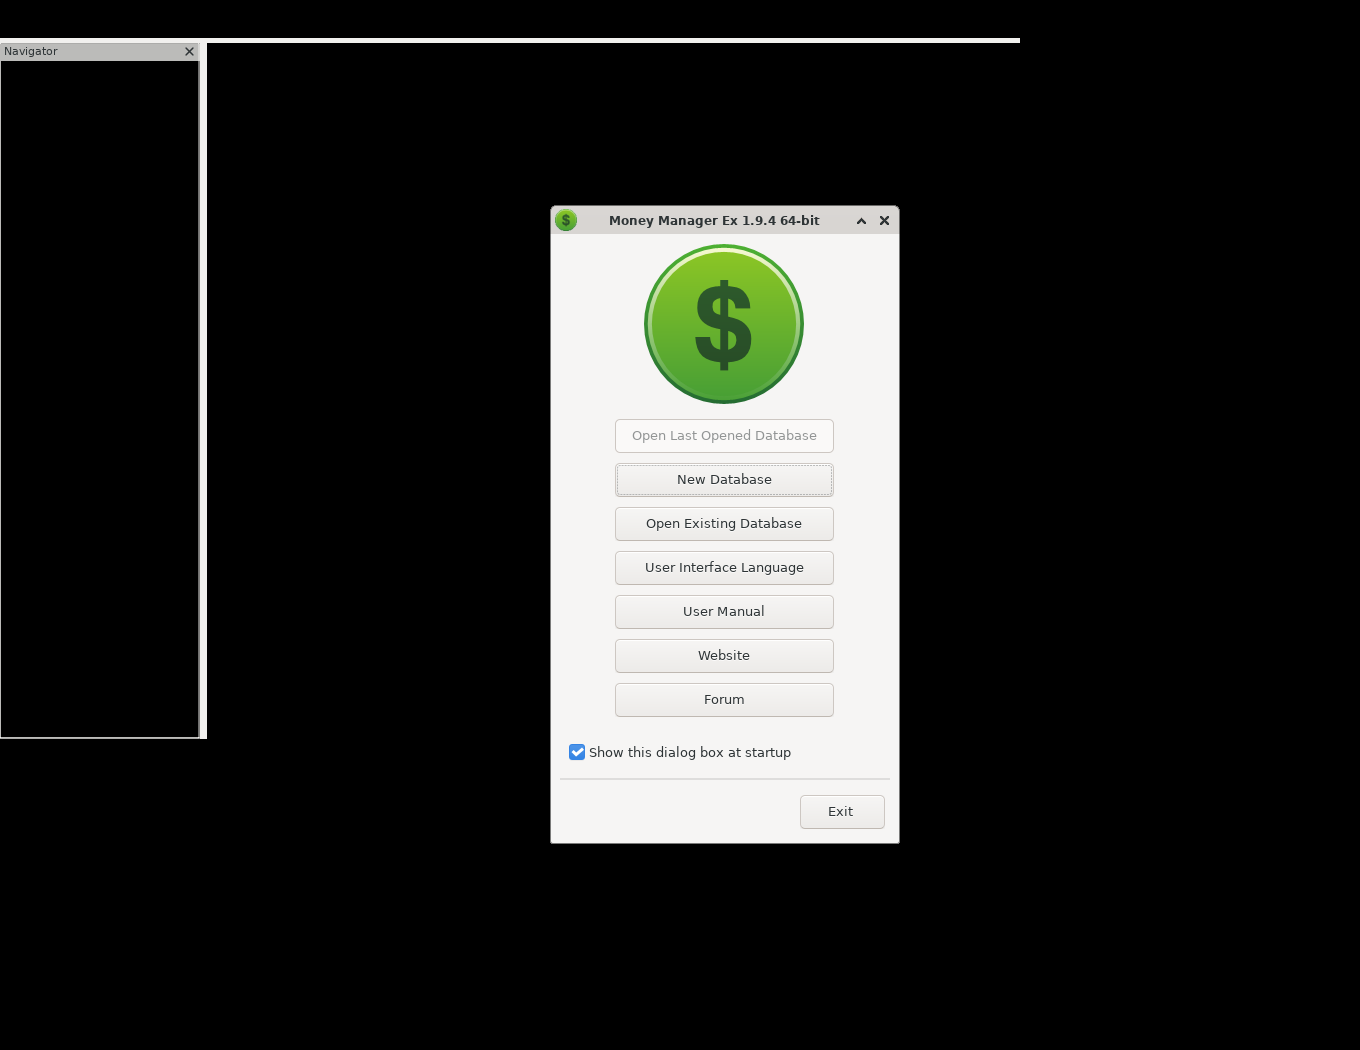 Navigator
Money Manager Ex 1.9.4 64-bit
$
Open Last Opened Database
New Database
Open Existing Database
User Interface Language
User Manual
Website
Forum
Show this dialog box at startup
Exit